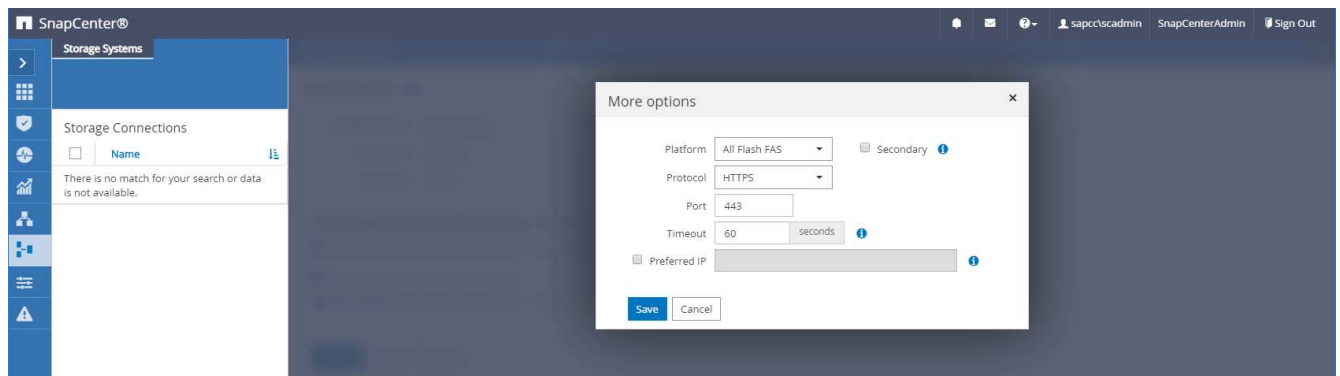 SnapCenter®
sapcc\scadmin SnapCenterAdmin Sign Out
Storage Systems
Storage Connections
Name
There is no match for your search or data
is not available.
More options ×
Platform All Flash FAS Secondary
Protocol HTTPS
Port 443
Timeout 60 seconds
Preferred IP
Save Cancel